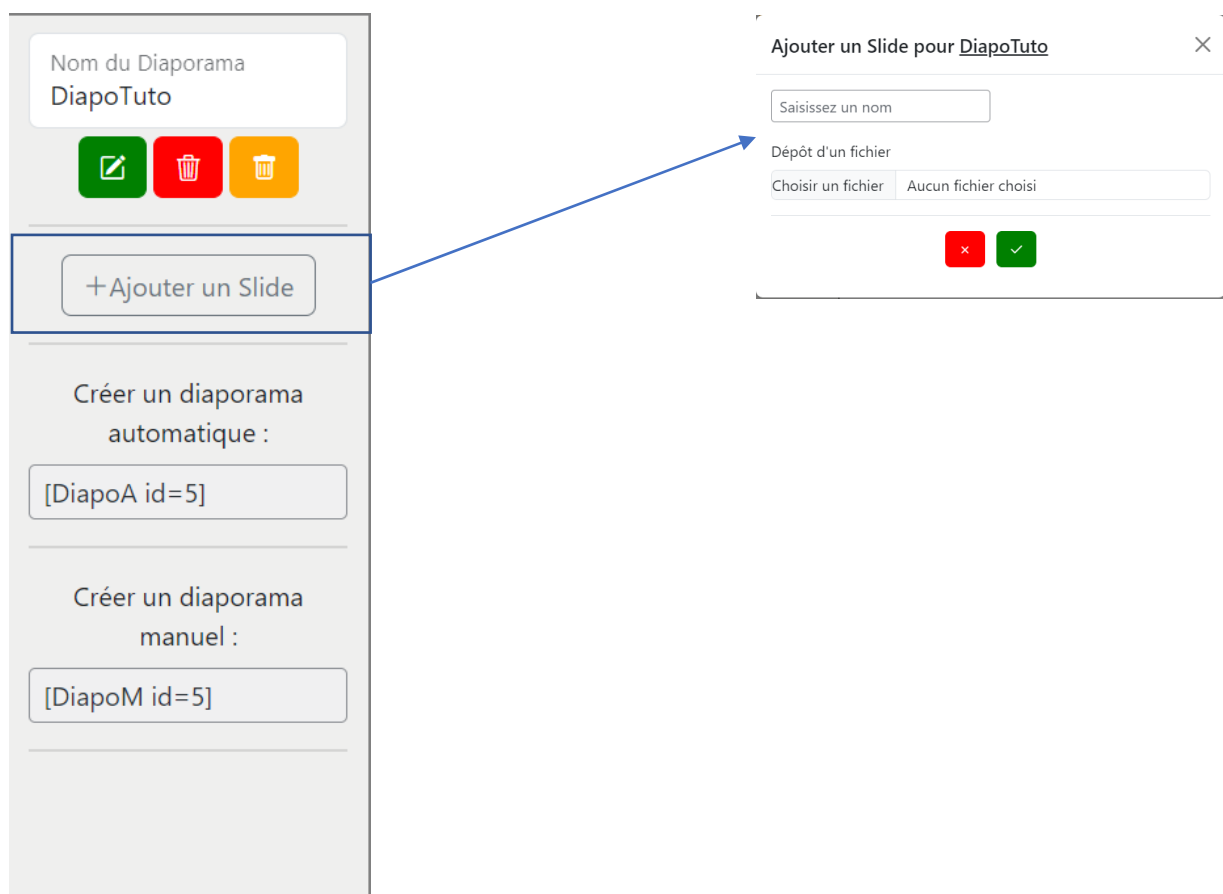 Nom du Diaporama
DiapoTuto
+Ajouter un Slide
Créer un diaporama
automatique :
[DiapoA id=5]
Créer un diaporama
manuel :
[DiapoM id=5]
Ajouter un Slide pour DiapoTuto
Saisissez un nom
Dépôt d'un fichier
Choisir un fichier Aucun fichier choisi